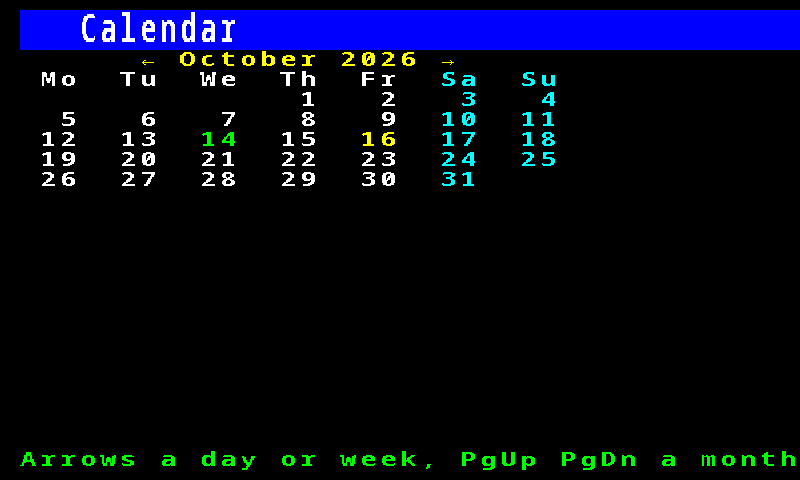 Calendar
← October 2026 →
Mo Tu We Th Fr Sa Su
1 2 3 4
5 6 7 8 9 10 11
12 13 14 15 16 17 18
19 20 21 22 23 24 25
26 27 28 29 30 31
Arrows a day or week, PgUp PgDn a month